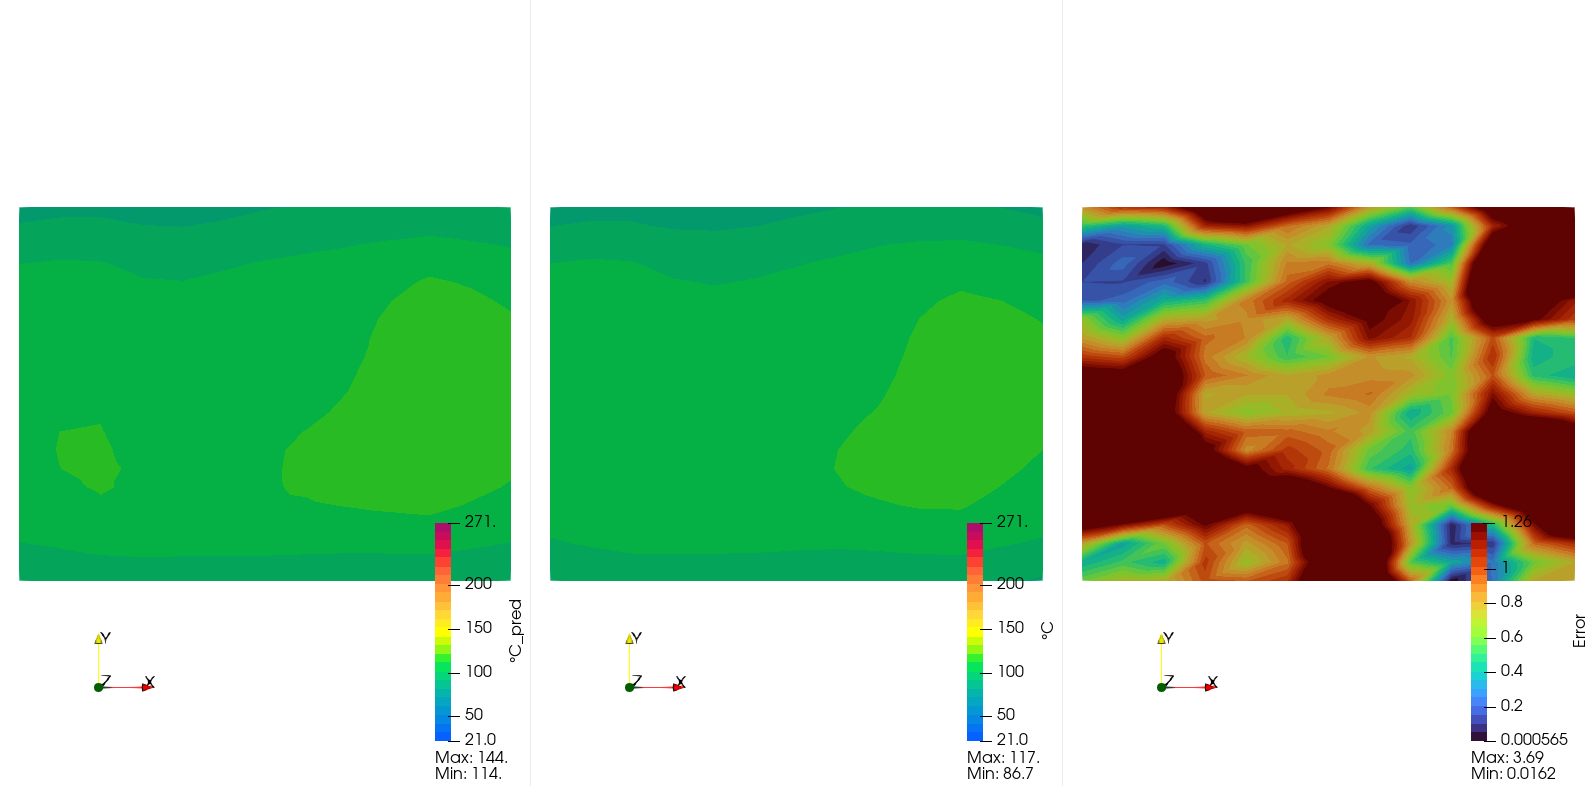 271.
200
150
100
50
21.0
°C_pred
Max: 144.
Min: 114.
Y
Z
X
271.
200
150
100
50
21.0
°C
Max: 117.
Min: 86.7
Y
Z
X
1.26
1
0.8
0.6
0.4
0.2
0.000565
Error
Max: 3.69
Min: 0.0162
Y
Z
X